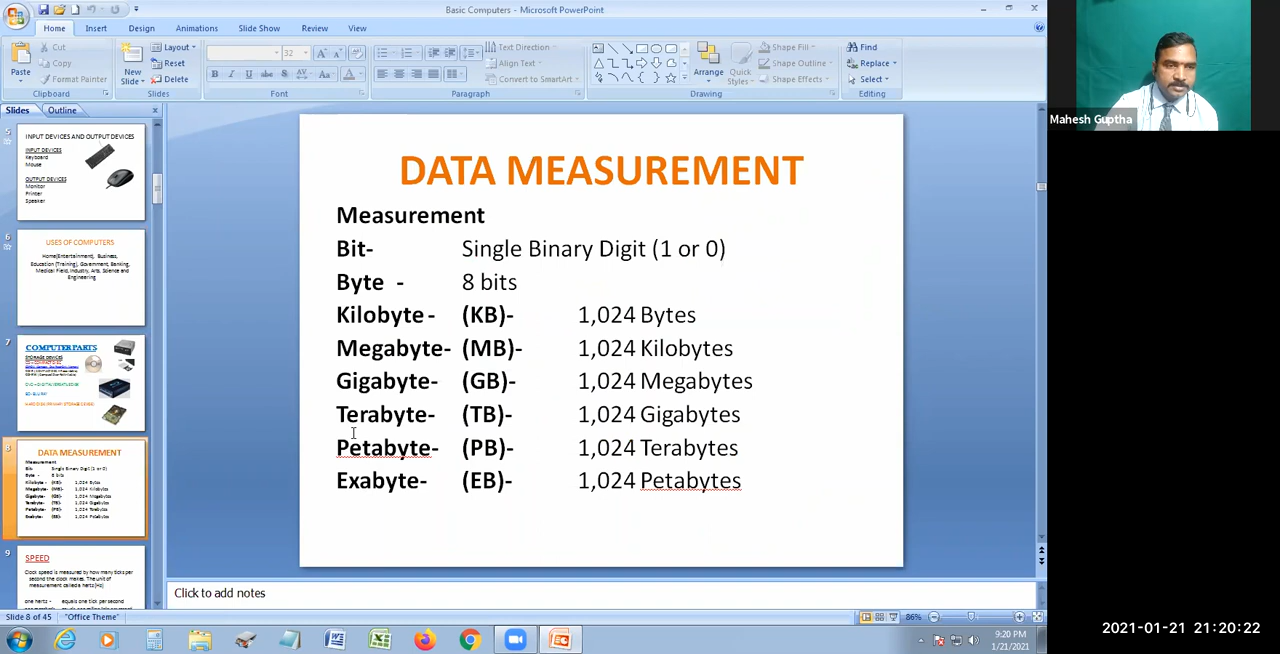 Basic Computers - Microsoft PowerPoint
Home Insert Design Animations Slide Show Review View
Paste
Cut
Copy
Format Painter
Clipboard
New Slide
Layout
Reset
Delete
Slides
32
Font
Text Direction
Align Text
Convert to SmartArt
Paragraph
Arrange
Quick Styles
Shape Fill
Shape Outline
Shape Effects
Drawing
Find
Replace
Select
Editing
Mahesh Guptha
Slides Outline
5
INPUT DEVICES AND OUTPUT DEVICES
INPUT DEVICES
Keyboard
Mouse
OUTPUT DEVICES
Monitor
Printer
Speaker
6
USES OF COMPUTERS
Home(Entertainment), Business,
Education (Training), Government, Banking,
Medical Field, Industry, Arts, Science and
Engineering
7
COMPUTER PARTS
STORAGE DEVICES
8
DATA MEASUREMENT
Measurement
Bit- Single Binary Digit (1 or 0)
Byte - 8 bits
Kilobyte- (KB)- 1,024 Bytes
Megabyte- (MB)- 1,024 Kilobytes
Gigabyte- (GB)- 1,024 Megabytes
Terabyte- (TB)- 1,024 Gigabytes
Petabyte- (PB)- 1,024 Terabytes
Exabyte- (EB)- 1,024 Petabytes
9
SPEED
Clock speed is measured by how many ticks per
second the clock makes. The unit of
measurement called a hertz (Hz)
one hertz - equals one tick per second
DATA MEASUREMENT
Measurement
Bit- Single Binary Digit (1 or 0)
Byte - 8 bits
Kilobyte - (KB)- 1,024 Bytes
Megabyte- (MB)- 1,024 Kilobytes
Gigabyte- (GB)- 1,024 Megabytes
Terabyte- (TB)- 1,024 Gigabytes
Petabyte- (PB)- 1,024 Terabytes
Exabyte- (EB)- 1,024 Petabytes
Click to add notes
Slide 8 of 45 "Office Theme" 86%
9:20 PM
1/21/2021
2021-01-21 21:20:22